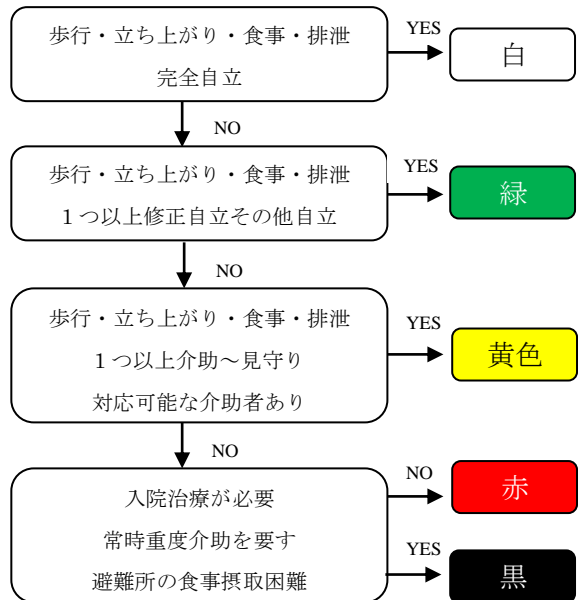 歩行・立ち上がり・食事・排泄
完全自立
YES
白
NO
歩行・立ち上がり・食事・排泄
1つ以上修正自立その他自立
YES
緑
NO
歩行・立ち上がり・食事・排泄
1つ以上介助～見守り
対応可能な介助者あり
YES
黄色
NO
入院治療が必要
常時重度介助を要す
避難所の食事摂取困難
NO
赤
YES
黒